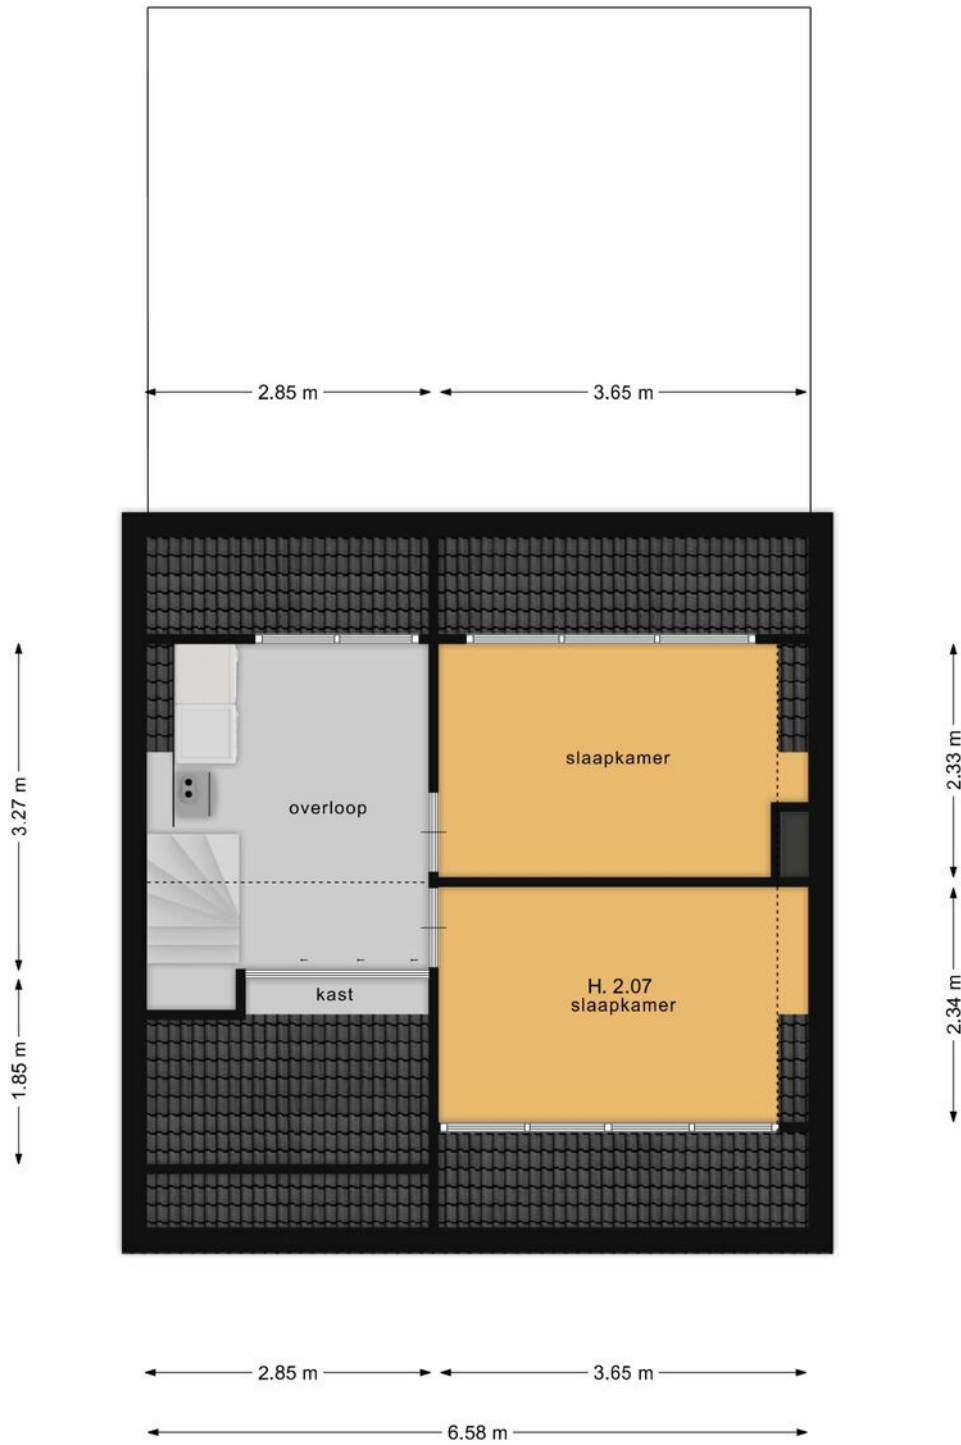 2.85 m
3.65 m
slaapkamer
2.33 m
3.27 m
overloop
H. 2.07
slaapkamer
kast
2.34 m
1.85 m
2.85 m
3.65 m
6.58 m